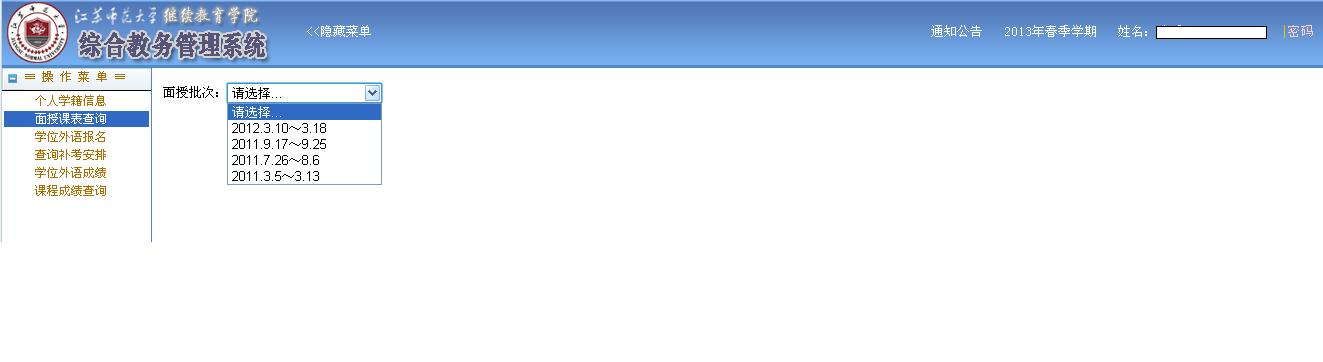 江苏师范大学继续教育学院
综合教务管理系统
<<隐藏菜单
通知公告 2013年春季学期 姓名: |密码
≡ 操 作 菜 单 ≡
个人学籍信息
面授课表查询
学位外语报名
查询补考安排
学位外语成绩
课程成绩查询
面授批次: 请选择...
请选择...
2012.3.10～3.18
2011.9.17～9.25
2011.7.26～8.6
2011.3.5～3.13